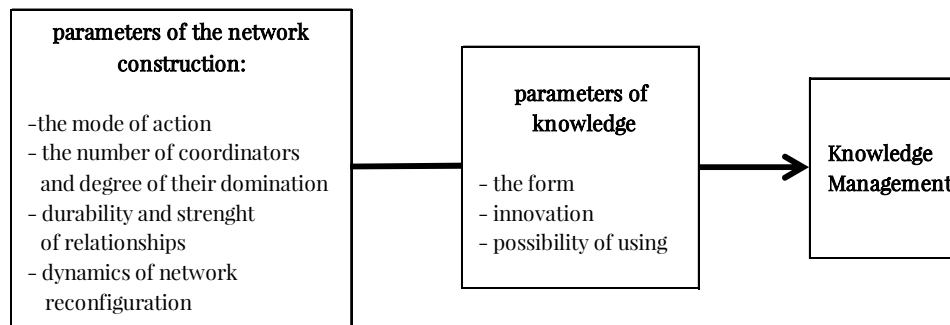 parameters of the network
construction:
-the mode of action
- the number of coordinators
and degree of their domination
- durability and strenght
of relationships
- dynamics of network
reconfiguration
parameters of
knowledge
- the form
- innovation
- possibility of using
Knowledge
Management